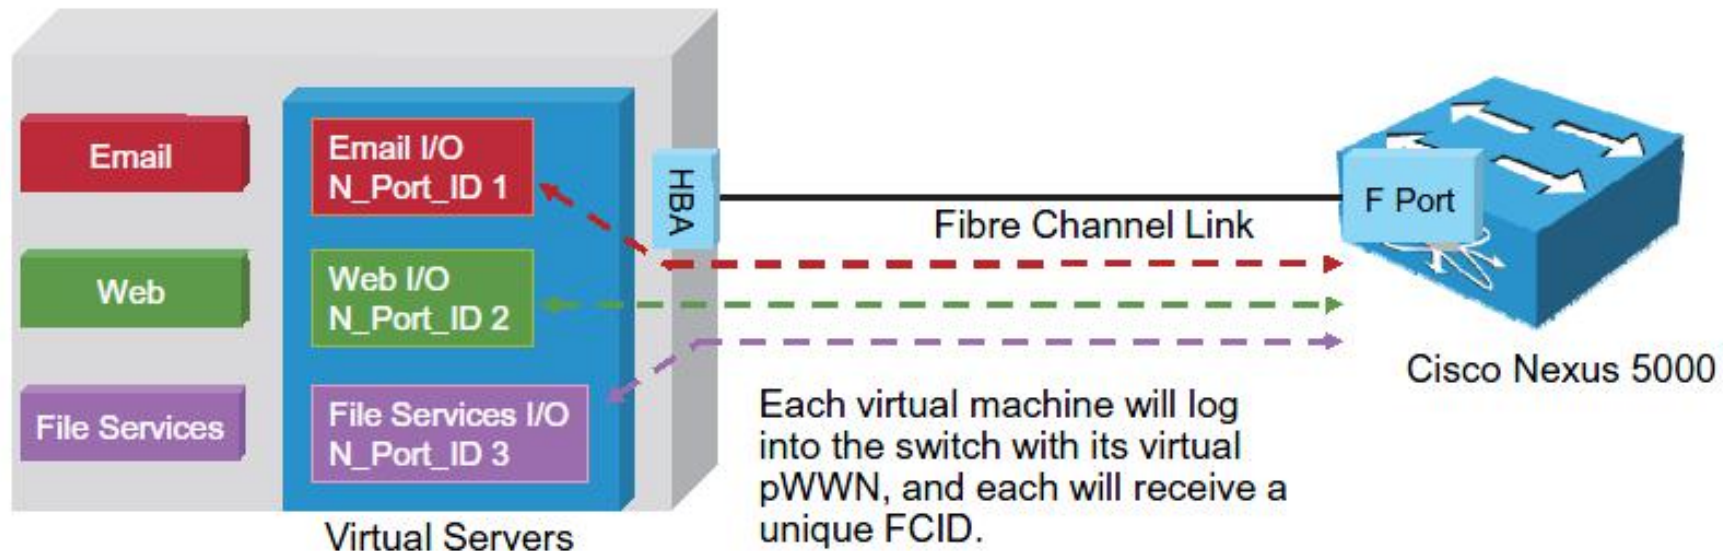 Email
Email I/O
N_Port_ID 1
HBA
Fibre Channel Link
F Port
Web
Web I/O
N_Port_ID 2
Cisco Nexus 5000
File Services
File Services I/O
N_Port_ID 3
Each virtual machine will log
into the switch with its virtual
pWWN, and each will receive a
unique FCID.
Virtual Servers